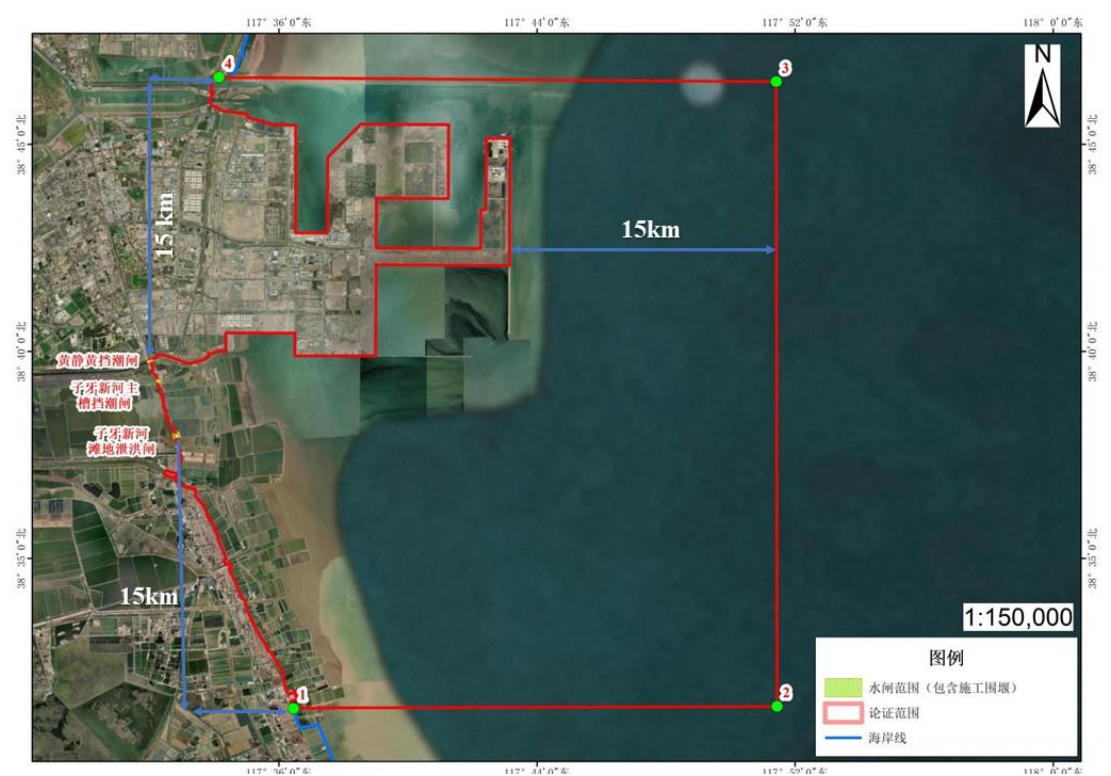 117° 36′0″东
117° 44′0″东
117° 52′0″东
118° 0′0″东
N
4
3
38° 45′0″北
38° 45′0″北
15 km
15km
38° 40′0″北
38° 40′0″北
黄静黄挡潮闸
子牙新河主
槽挡潮闸
子牙新河
滩地泄洪闸
38° 35′0″北
38° 35′0″北
15km
1:150,000
1
2
图例
水闸范围（包含施工围堰）
论证范围
海岸线
117° 36′0″东
117° 44′0″东
117° 52′0″东
118° 0′0″东